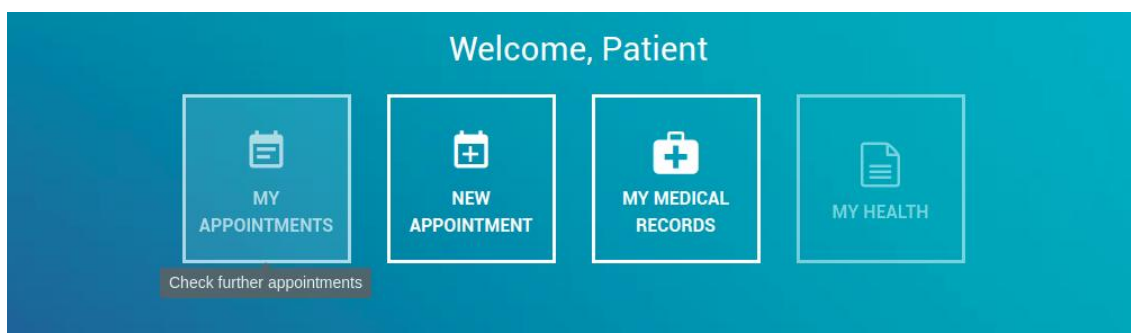 Welcome, Patient
MY
APPOINTMENTS
NEW
APPOINTMENT
MY MEDICAL
RECORDS
MY HEALTH
Check further appointments